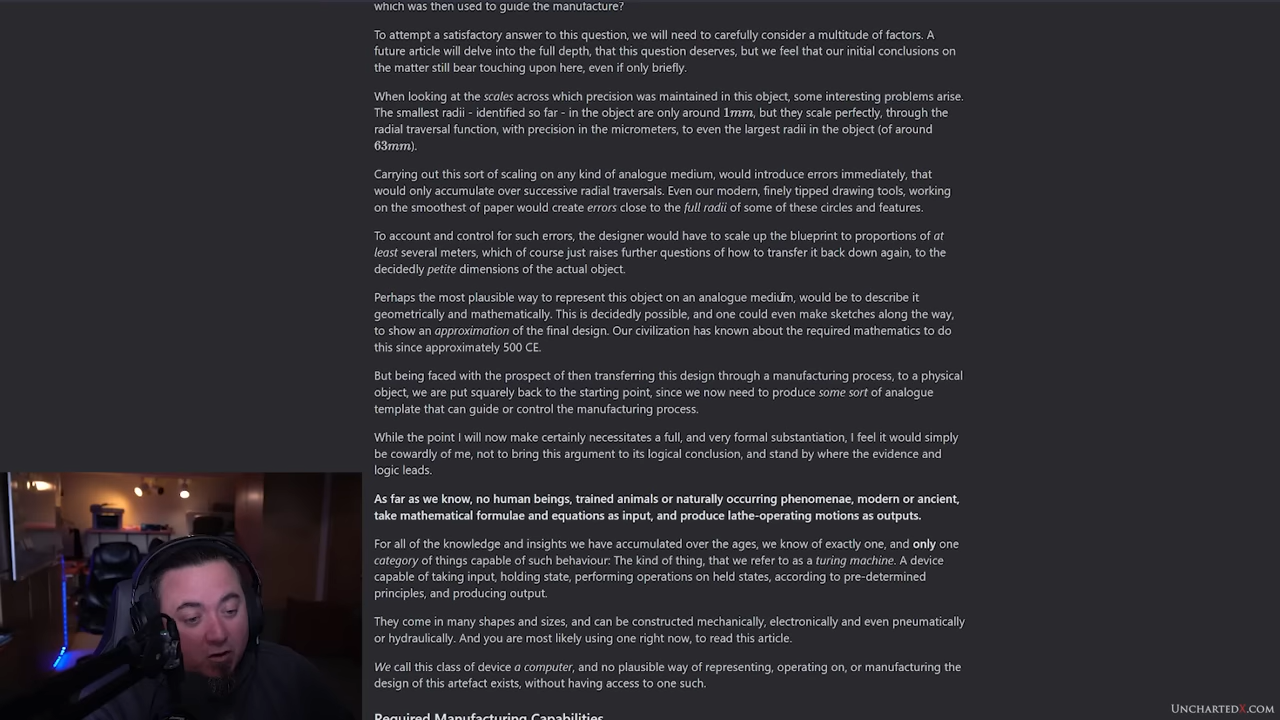 which was then used to guide the manufacture?
To attempt a satisfactory answer to this question, we will need to carefully consider a multitude of factors. A
future article will delve into the full depth, that this question deserves, but we feel that our initial conclusions on
the matter still bear touching upon here, even if only briefly.
When looking at the scales across which precision was maintained in this object, some interesting problems arise.
The smallest radii - identified so far - in the object are only around 1mm, but they scale perfectly, through the
radial traversal function, with precision in the micrometers, to even the largest radii in the object (of around
63mm).
Carrying out this sort of scaling on any kind of analogue medium, would introduce errors immediately, that
would only accumulate over successive radial traversals. Even our modern, finely tipped drawing tools, working
on the smoothest of paper would create errors close to the full radii of some of these circles and features.
To account and control for such errors, the designer would have to scale up the blueprint to proportions of at
least several meters, which of course just raises further questions of how to transfer it back down again, to the
decidedly petite dimensions of the actual object.
Perhaps the most plausible way to represent this object on an analogue medium, would be to describe it
geometrically and mathematically. This is decidedly possible, and one could even make sketches along the way,
to show an approximation of the final design. Our civilization has known about the required mathematics to do
this since approximately 500 CE.
But being faced with the prospect of then transferring this design through a manufacturing process, to a physical
object, we are put squarely back to the starting point, since we now need to produce some sort of analogue
template that can guide or control the manufacturing process.
While the point I will now make certainly necessitates a full, and very formal substantiation, I feel it would simply
be cowardly of me, not to bring this argument to its logical conclusion, and stand by where the evidence and
logic leads.
As far as we know, no human beings, trained animals or naturally occurring phenomenae, modern or ancient,
take mathematical formulae and equations as input, and produce lathe-operating motions as outputs.
For all of the knowledge and insights we have accumulated over the ages, we know of exactly one, and only one
category of things capable of such behaviour: The kind of thing, that we refer to as a turing machine. A device
capable of taking input, holding state, performing operations on held states, according to pre-determined
principles, and producing output.
They come in many shapes and sizes, and can be constructed mechanically, electronically and even pneumatically
or hydraulically. And you are most likely using one right now, to read this article.
We call this class of device a computer, and no plausible way of representing, operating on, or manufacturing the
design of this artefact exists, without having access to one such.
Required Manufacturing Capabilities
UNCHARTEDX.COM